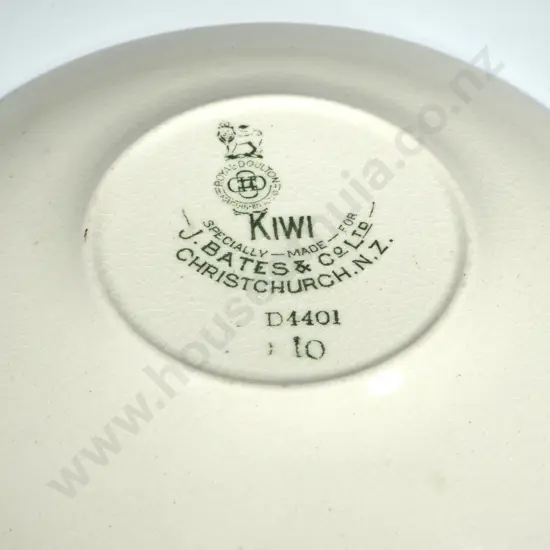 ROYAL DOULTON
KIWI
SPECIALLY MADE FOR
J. BATES & CO LTD
CHRISTCHURCH. N.Z.
D4401
10